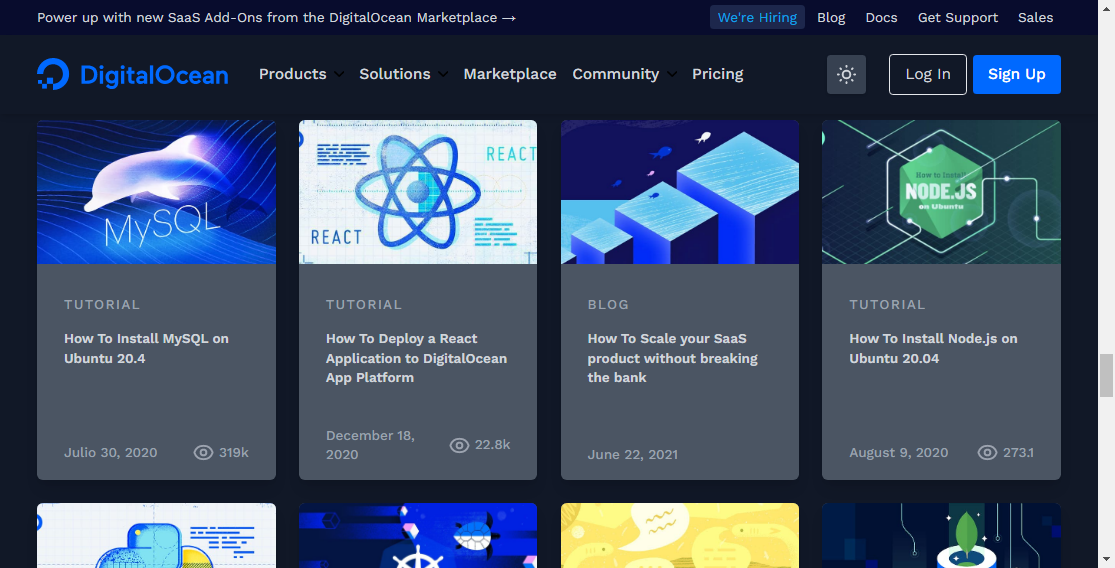 Power up with new SaaS Add-Ons from the DigitalOcean Marketplace →
We're Hiring Blog Docs Get Support Sales
DigitalOcean Products Solutions Marketplace Community Pricing Log In Sign Up
MySQL
REACT
REACT
How to Install
NODE.JS
on Ubuntu
TUTORIAL
How To Install MySQL on
Ubuntu 20.4
Julio 30, 2020 319k
TUTORIAL
How To Deploy a React
Application to DigitalOcean
App Platform
December 18,
2020
22.8k
BLOG
How To Scale your SaaS
product without breaking
the bank
June 22, 2021
TUTORIAL
How To Install Node.js on
Ubuntu 20.04
August 9, 2020 273.1